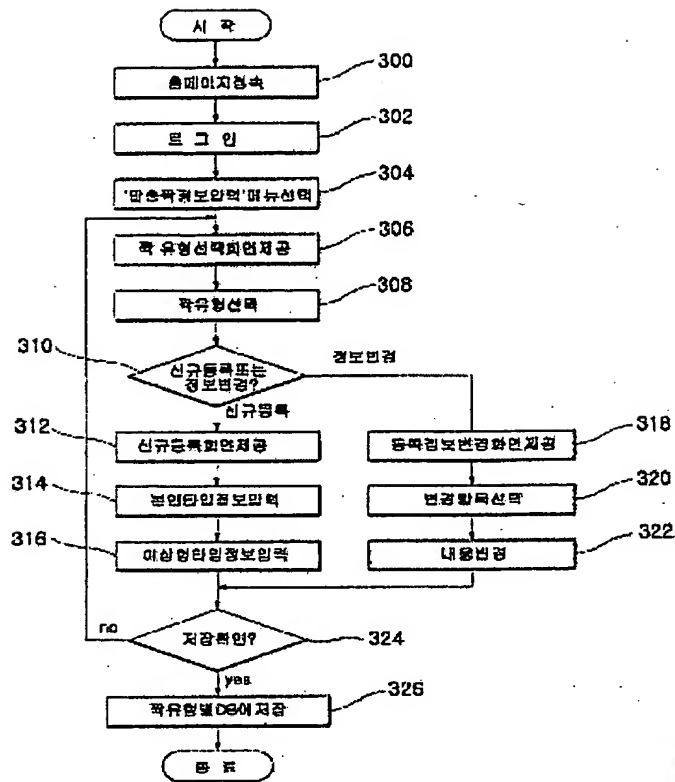 시 작
홈페이지접속
300
로 그 인
302
'맞춤짝정보입력'메뉴선택
304
짝 유형선택화면제공
306
짝유형선택
308
310
신규등록또는
정보변경?
정보변경
신규등록
312
신규등록화면제공
등록정보변경화면제공
318
314
본인타입정보입력
변경항목선택
320
316
이상형타입정보입력
내용변경
322
no
저장확인?
324
yes
짝유형별DB에저장
326
종 료